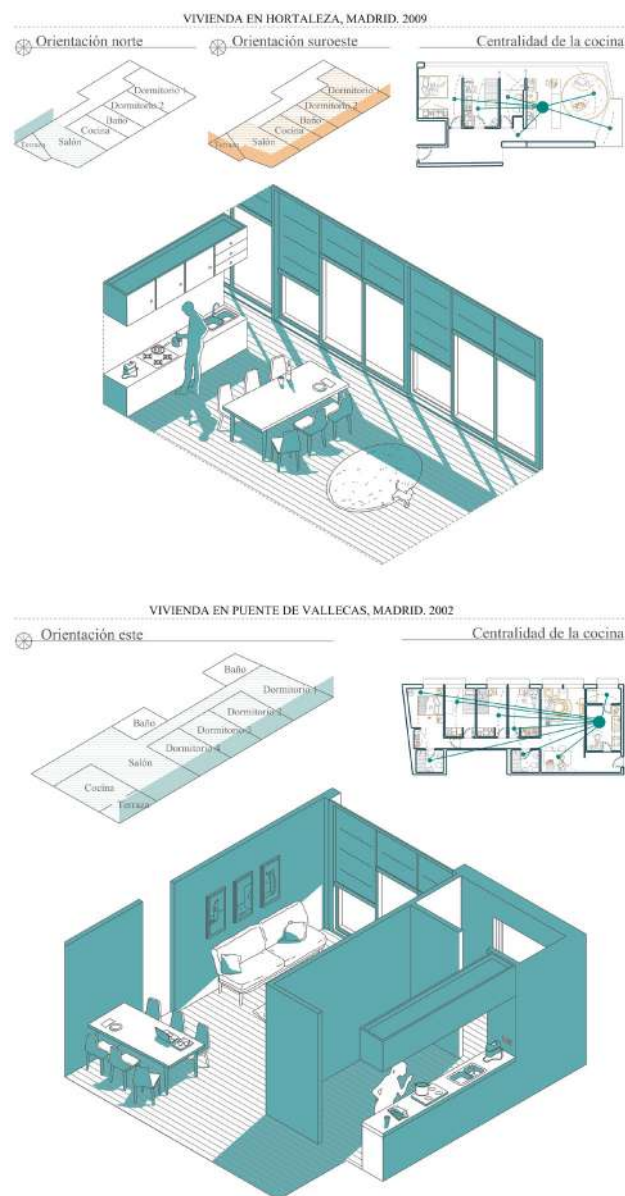 VIVIENDA EN HORTALEZA, MADRID. 2009
Orientación norte
Orientación suroeste
Centralidad de la cocina
Dormitorio 1
Dormitorio 2
Baño
Cocina
Salón
Terraza
Dormitorio 1
Dormitorio 2
Baño
Cocina
Salón
Terraza
VIVIENDA EN PUENTE DE VALLECAS, MADRID. 2002
Orientación este
Centralidad de la cocina
Baño
Dormitorio 1
Dormitorio 2
Baño
Dormitorio 3
Dormitorio 4
Salón
Cocina
Terraza